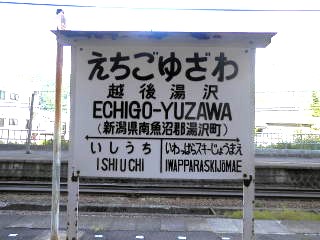 えちごゆざわ
越後湯沢
ECHIGO-YUZAWA
(新潟県南魚沼郡湯沢町)
いしうち いわっぱらスキーじょうまえ
ISHIUCHI IWAPPARASKIJOMAE